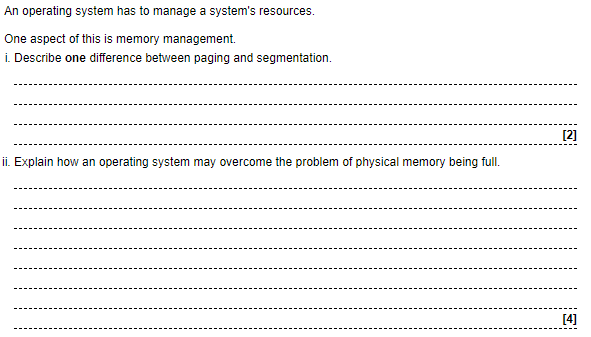 An operating system has to manage a system's resources.
One aspect of this is memory management.
i. Describe one difference between paging and segmentation.
[2]
ii. Explain how an operating system may overcome the problem of physical memory being full.
[4]